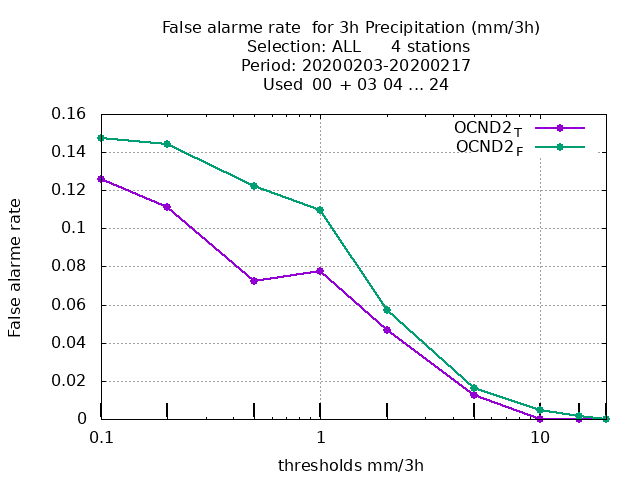 False alarme rate  for 3h Precipitation (mm/3h)
Selection: ALL      4 stations
Period: 20200203-20200217
Used  00  + 03 04 ... 24
OCND2T
OCND2F
0.16
0.14
0.12
0.1
0.08
0.06
0.04
0.02
0
False alarme rate
0.1
1
10
thresholds mm/3h